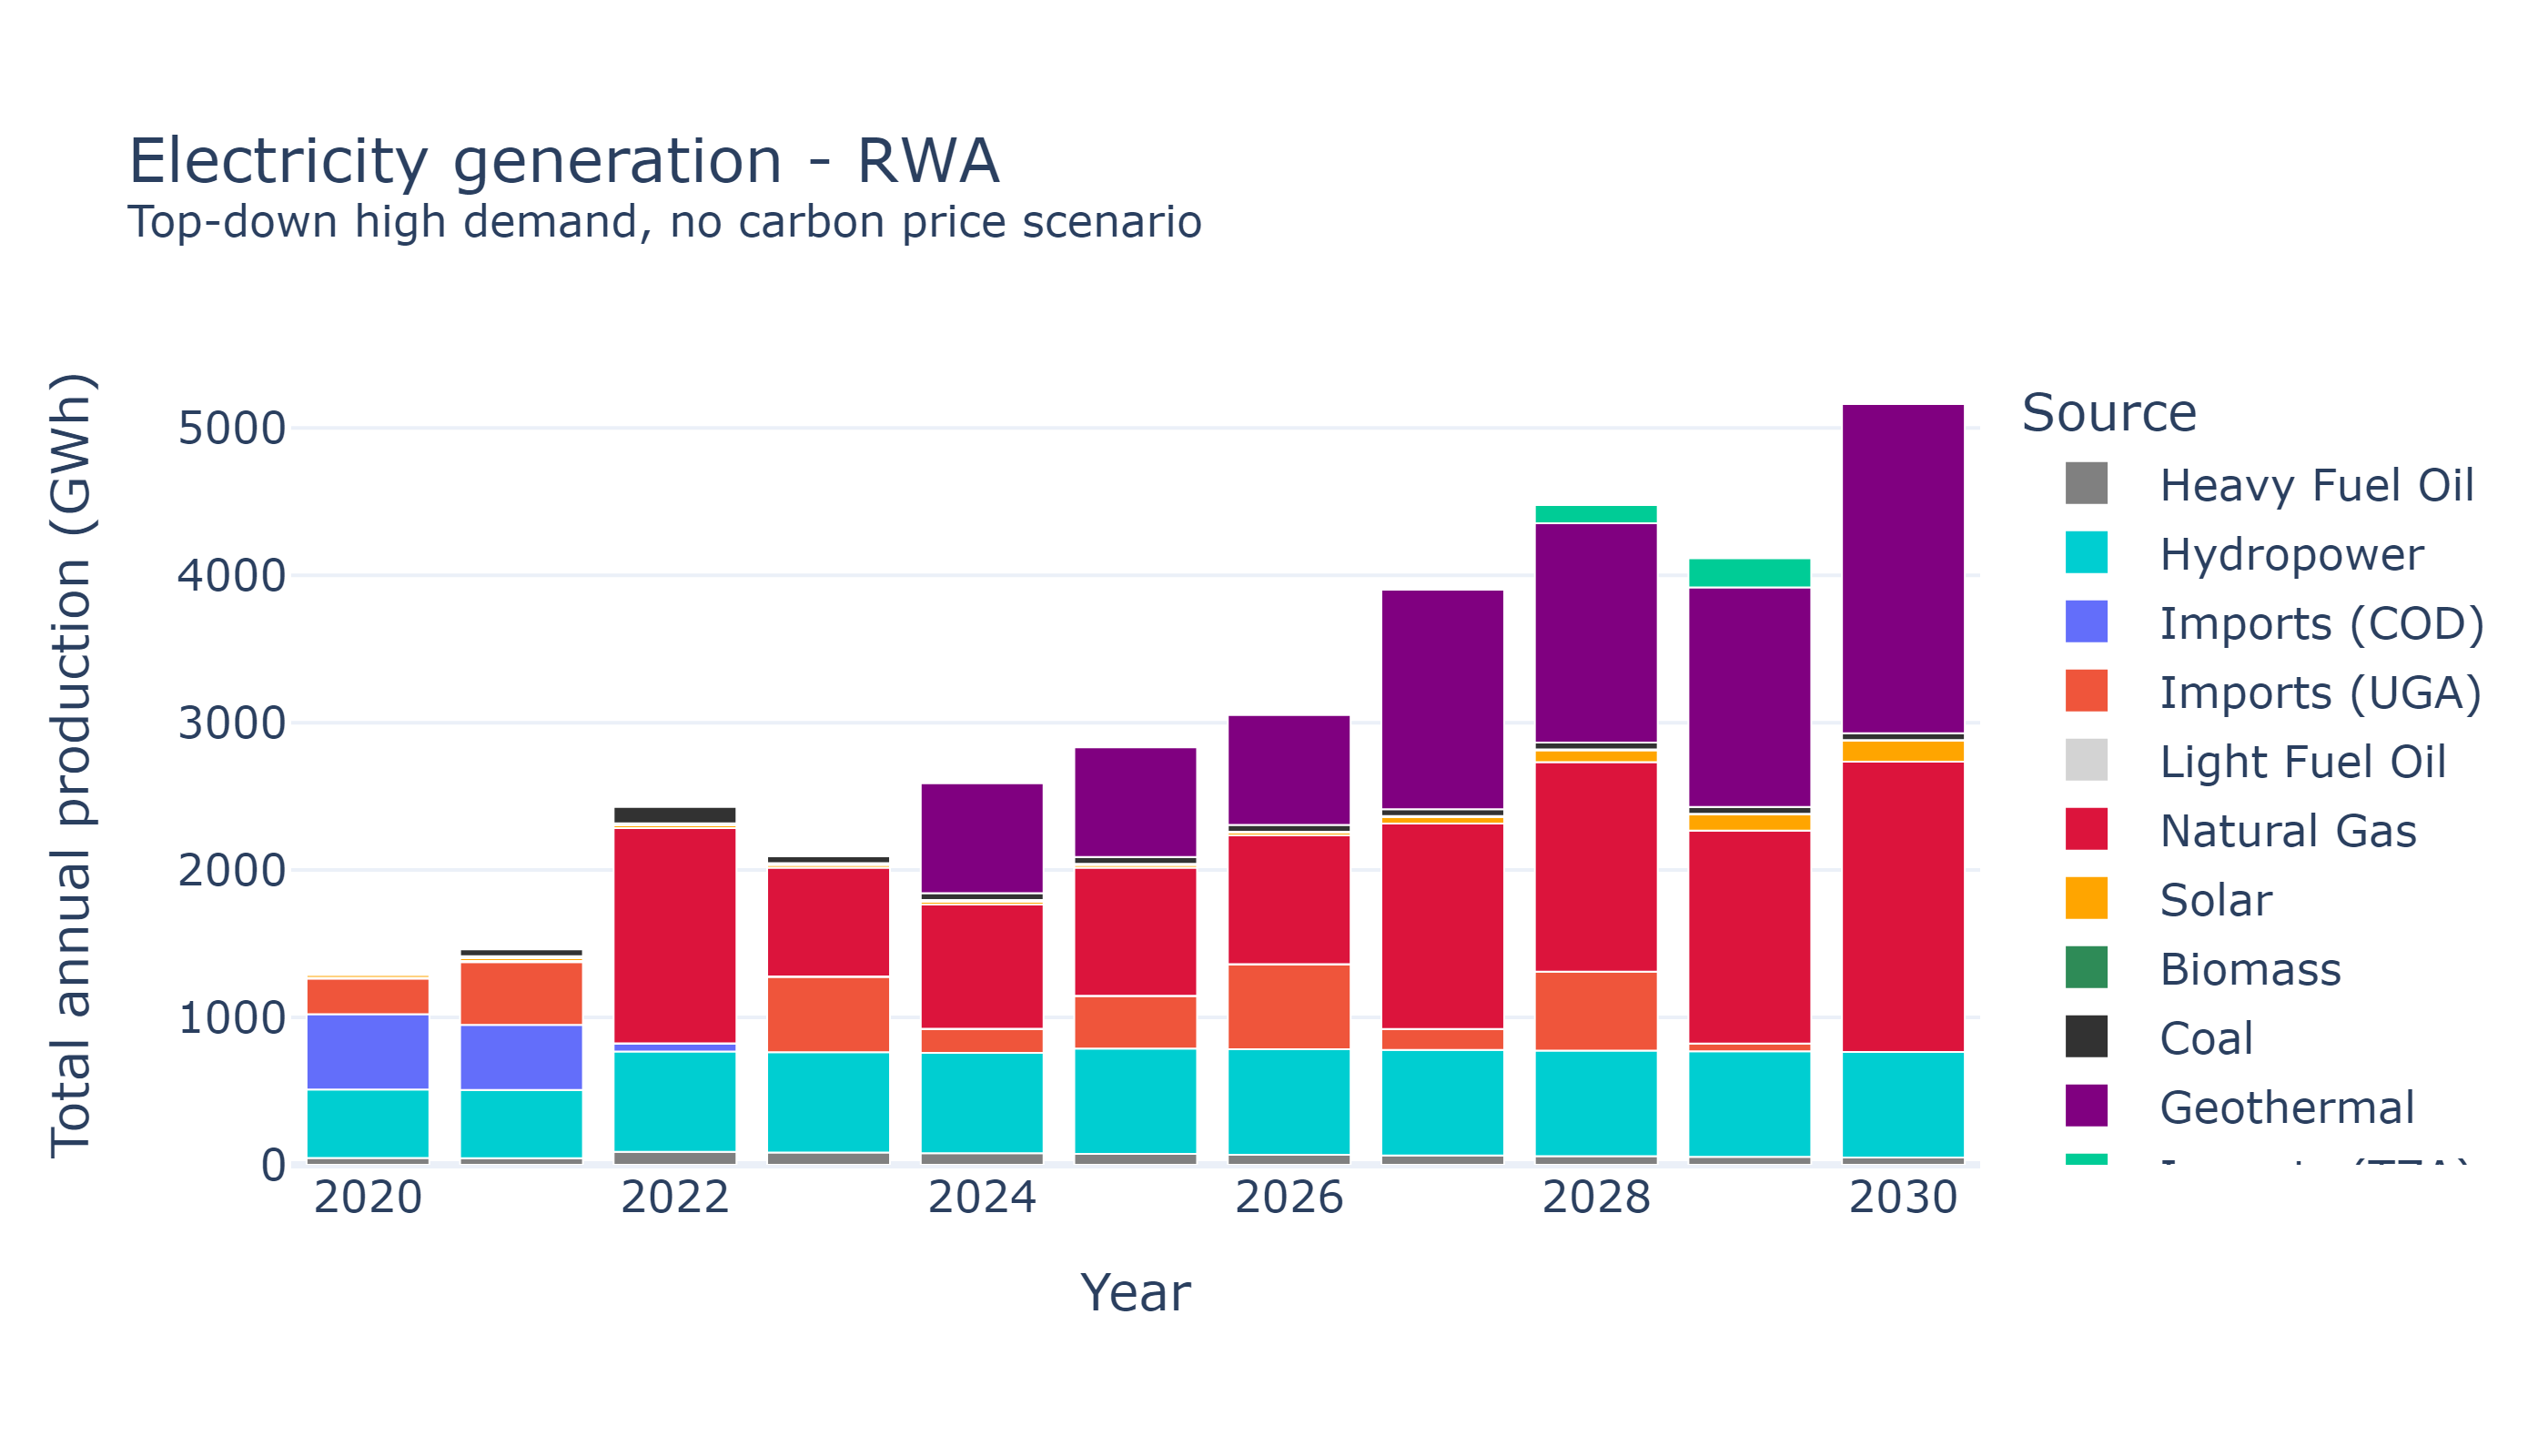 Electricity generation - RWA
Top-down high demand, no carbon price scenario
Total annual production (GWh)
5000
4000
3000
2000
1000
0
2020
2022
2024
2026
2028
2030
Year
Source
Heavy Fuel Oil
Hydropower
Imports (COD)
Imports (UGA)
Light Fuel Oil
Natural Gas
Solar
Biomass
Coal
Geothermal